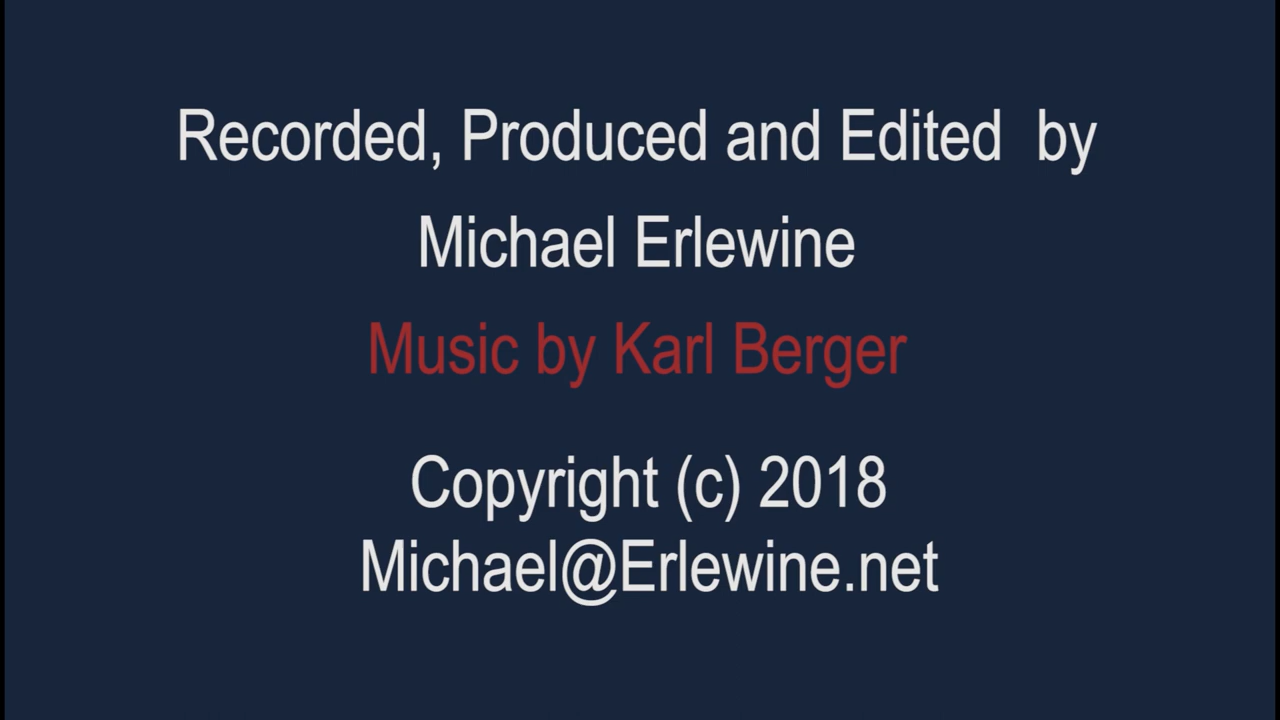 Recorded, Produced and Edited  by
Michael Erlewine
Music by Karl Berger
Copyright (c) 2018
Michael@Erlewine.net